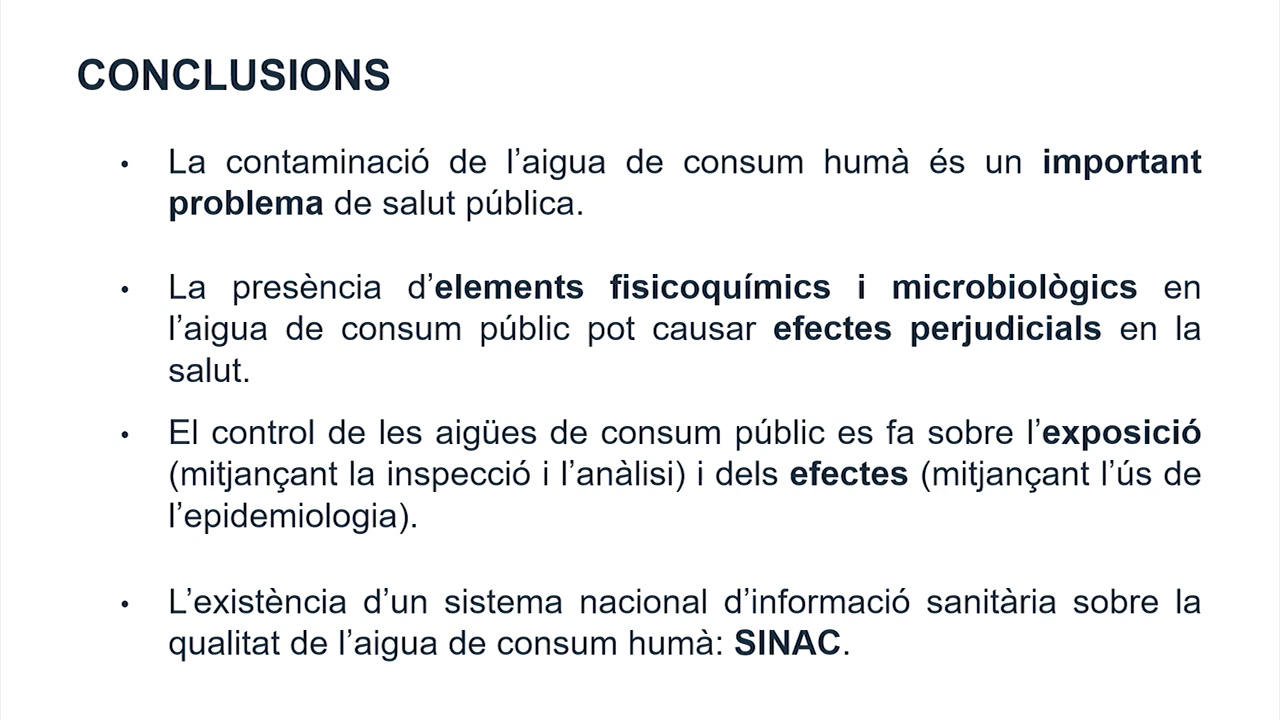 CONCLUSIONS
• La contaminació de l’aigua de consum humà és un important
problema de salut pública.
• La presència d’elements fisicoquímics i microbiològics en
l’aigua de consum públic pot causar efectes perjudicials en la
salut.
• El control de les aigües de consum públic es fa sobre l’exposició
(mitjançant la inspecció i l’anàlisi) i dels efectes (mitjançant l’ús de
l’epidemiologia).
• L’existència d’un sistema nacional d’informació sanitària sobre la
qualitat de l’aigua de consum humà: SINAC.